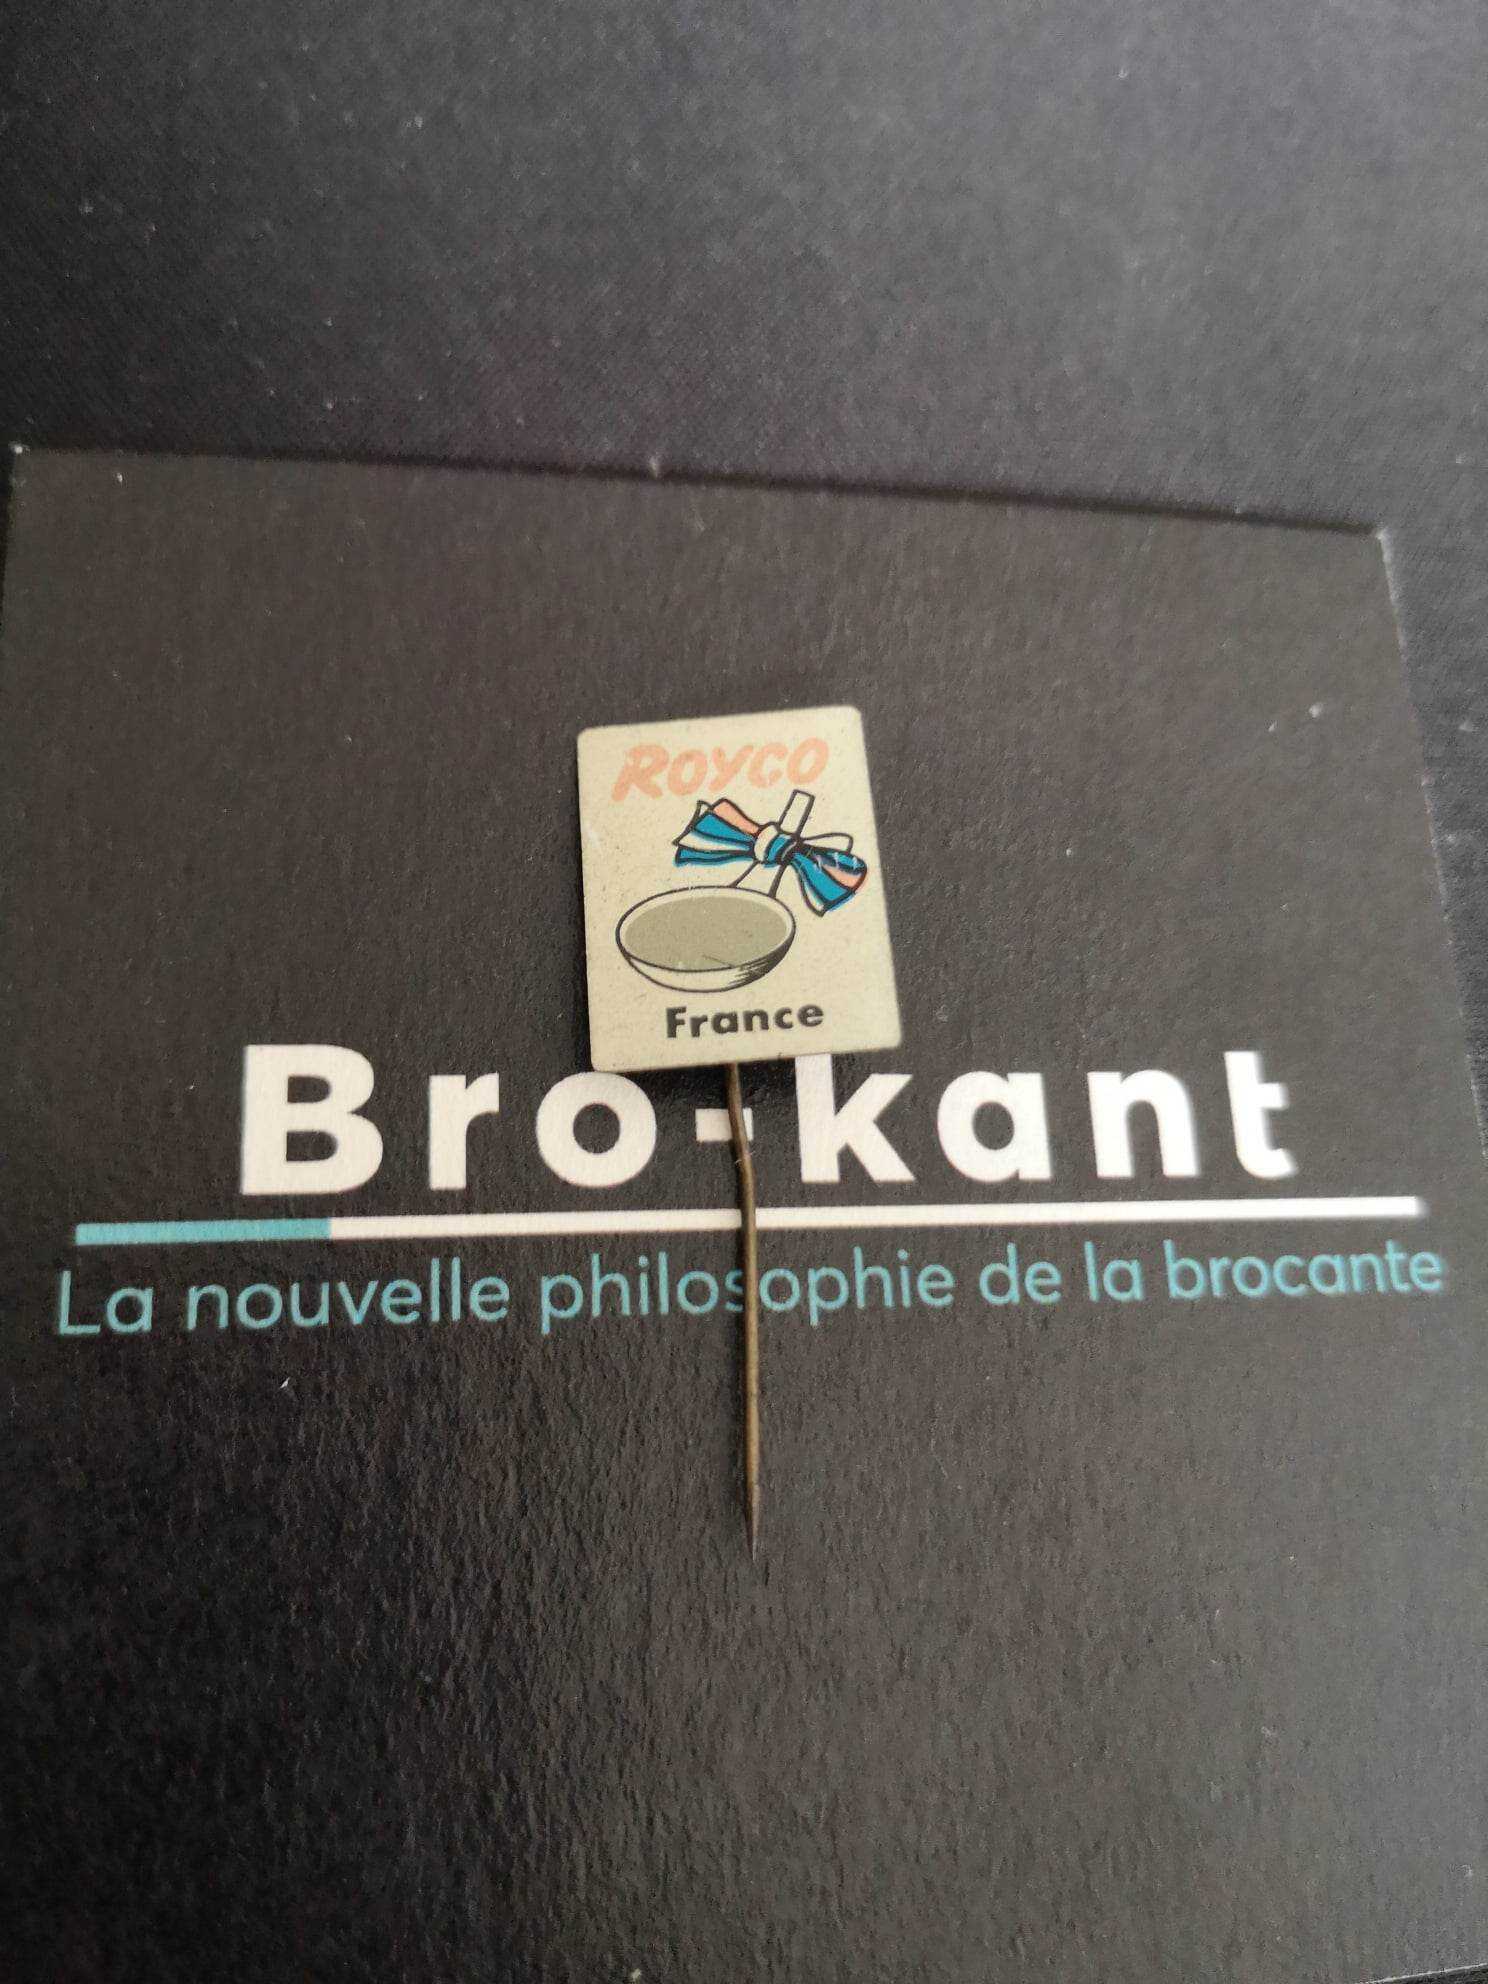 ROYCO
France
Bro-kant
La nouvelle philosophie de la brocante